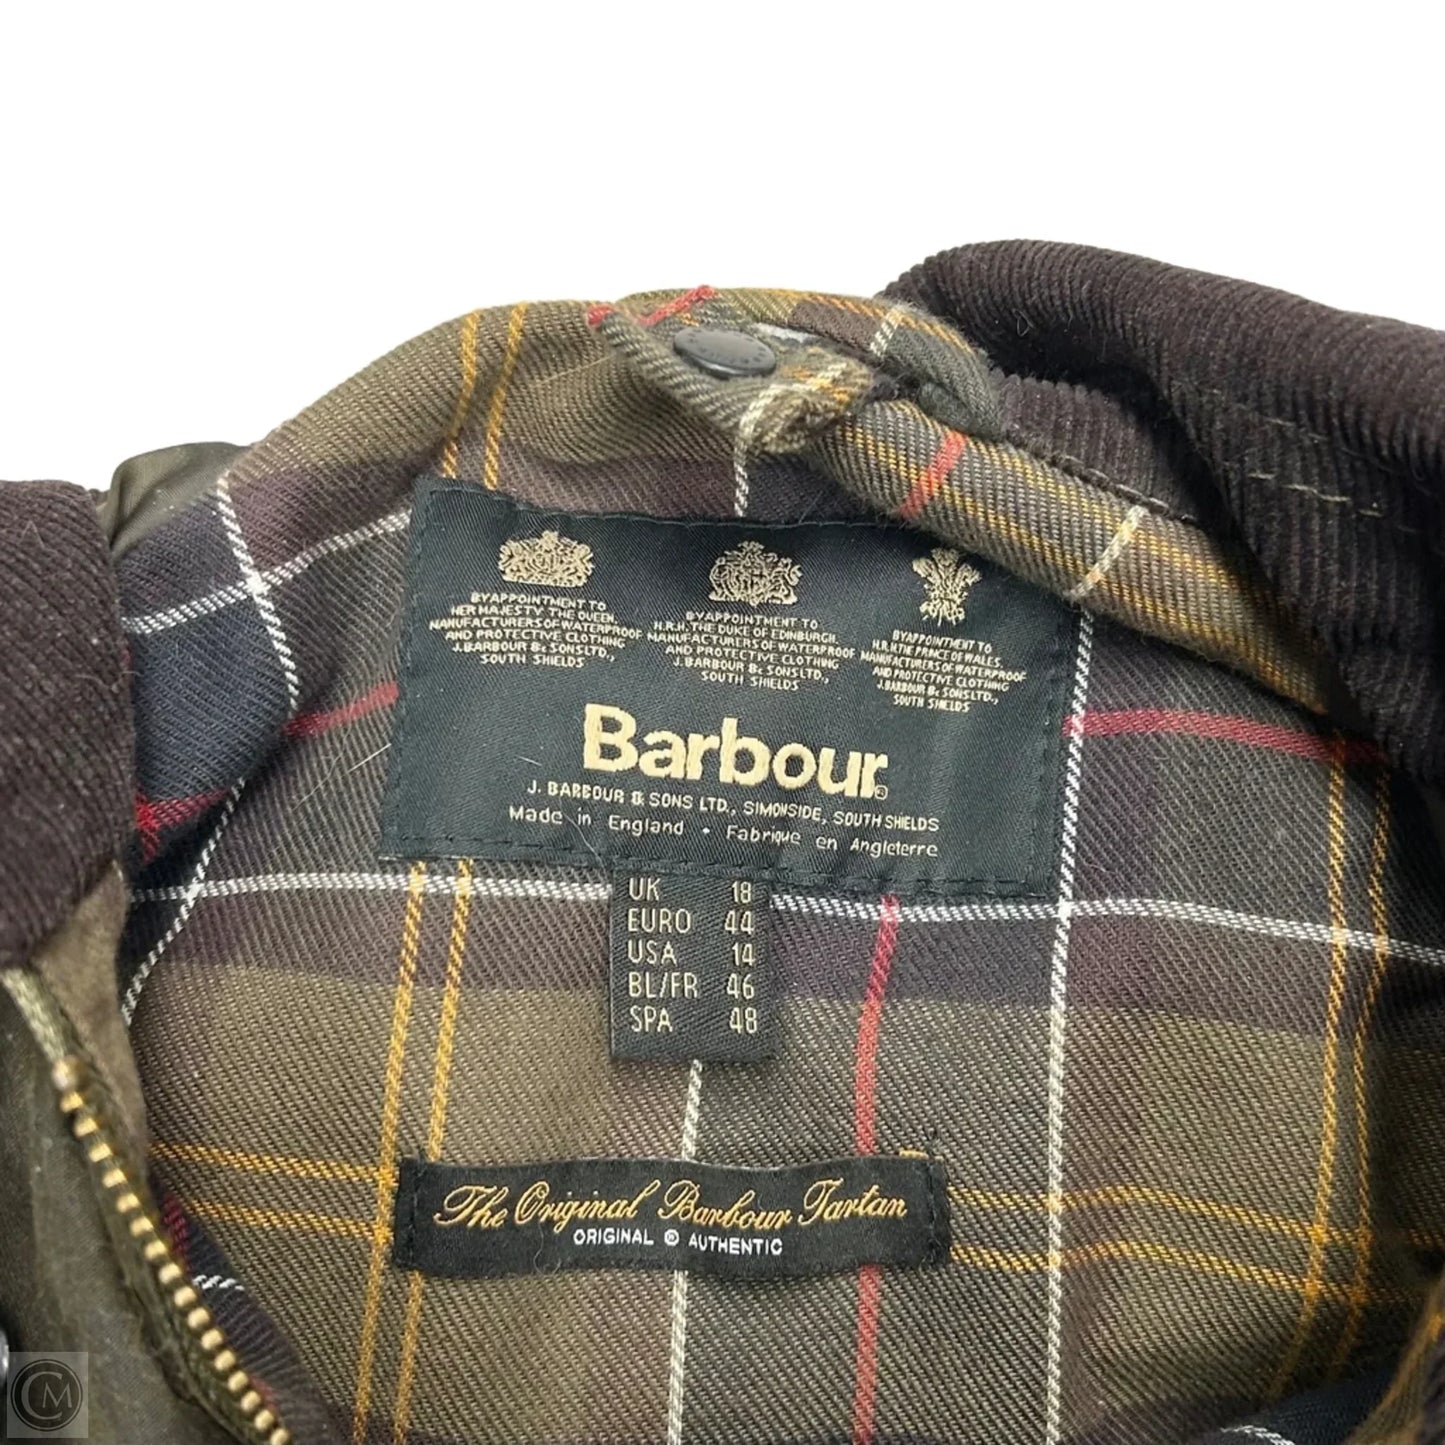 BY APPOINTMENT TO
HER MAJESTY THE QUEEN
MANUFACTURERS OF WATERPROOF
AND PROTECTIVE CLOTHING
J. BARBOUR & SONS LTD.,
SOUTH SHIELDS
BY APPOINTMENT TO
H.R.H. THE DUKE OF EDINBURGH
MANUFACTURERS OF WATERPROOF
AND PROTECTIVE CLOTHING
J. BARBOUR & SONS LTD.,
SOUTH SHIELDS
BY APPOINTMENT TO
H.R.H. THE PRINCE OF WALES
MANUFACTURERS OF WATERPROOF
AND PROTECTIVE CLOTHING
J. BARBOUR & SONS LTD.,
SOUTH SHIELDS
Barbour®
J. BARBOUR & SONS LTD., SIMONSIDE, SOUTH SHIELDS
Made in England • Fabrique en Angleterre
UK 18
EURO 44
USA 14
BL/FR 46
SPA 48
The Original Barbour Tartan
ORIGINAL ® AUTHENTIC
CM